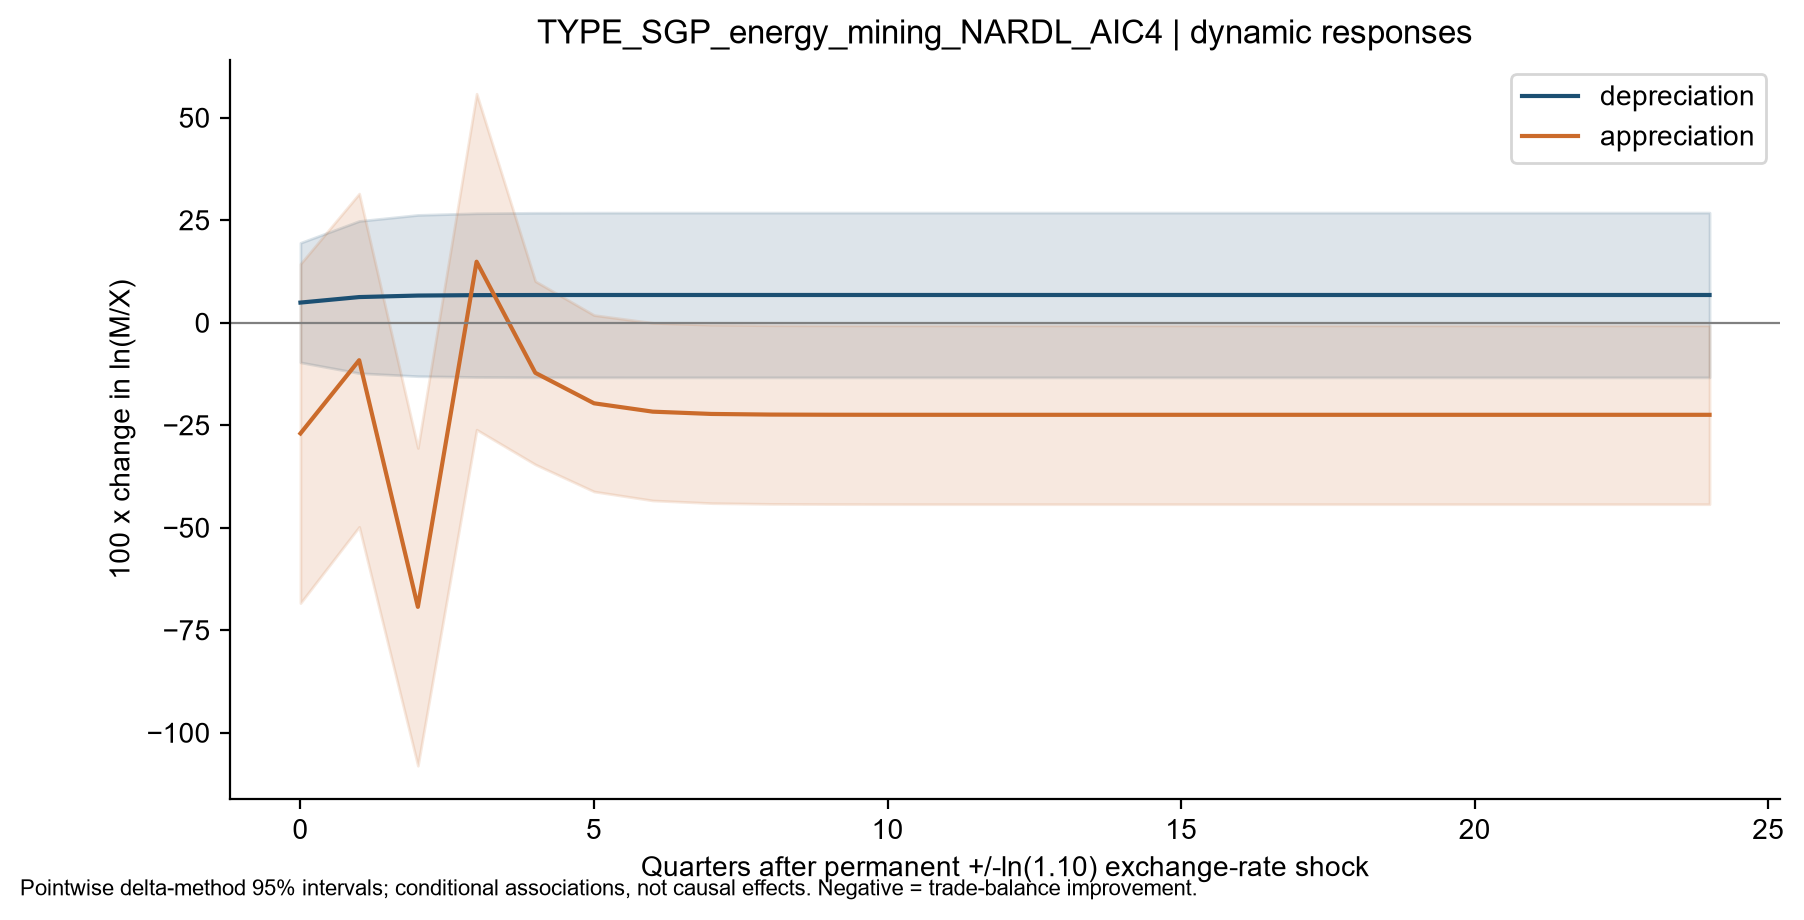 TYPE_SGP_energy_mining_NARDL_AIC4 | dynamic responses
depreciation
appreciation
100 x change in ln(M/X)
50
25
0
−25
−50
−75
−100
0 5 10 15 20 25
Quarters after permanent +/-ln(1.10) exchange-rate shock
Pointwise delta-method 95% intervals; conditional associations, not causal effects. Negative = trade-balance improvement.